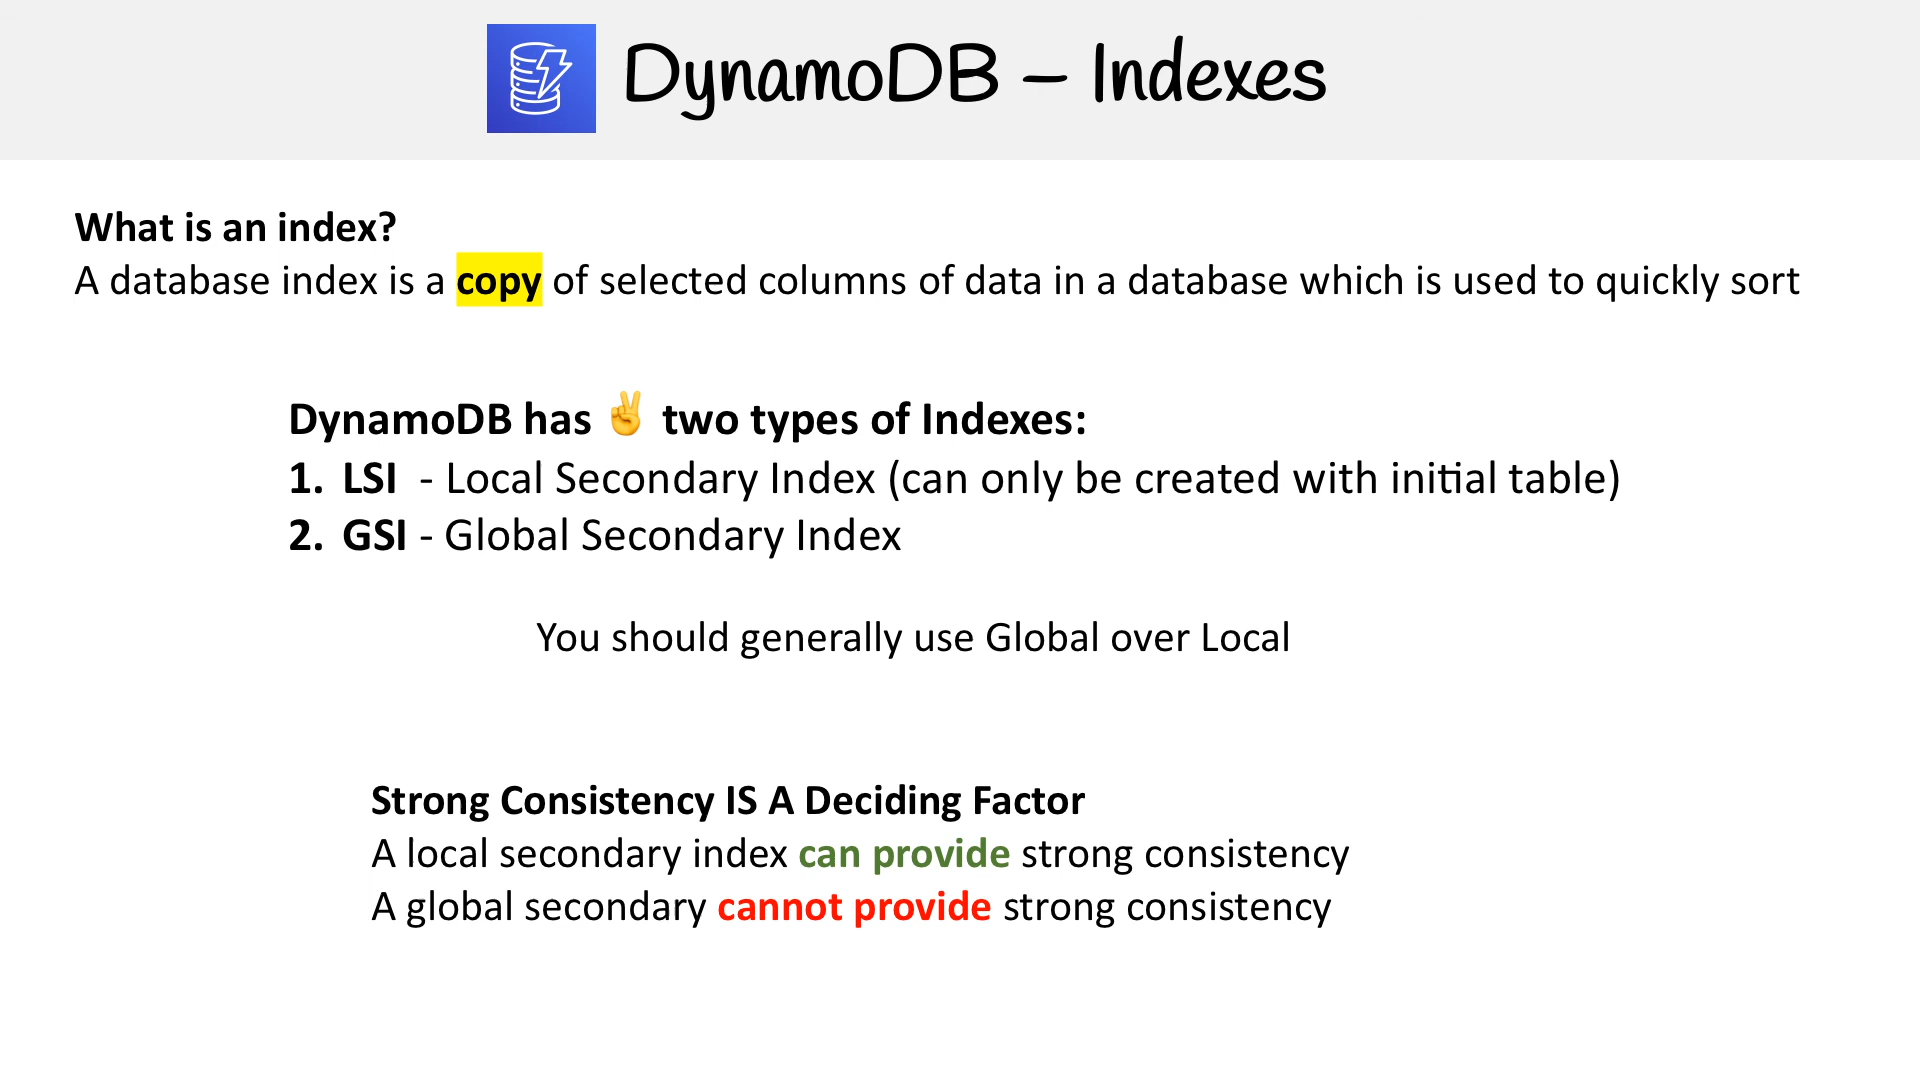 DynamoDB – Indexes
What is an index?
A database index is a copy of selected columns of data in a database which is used to quickly sort
DynamoDB has ✌ two types of Indexes:
1. LSI - Local Secondary Index (can only be created with initial table)
2. GSI - Global Secondary Index
You should generally use Global over Local
Strong Consistency IS A Deciding Factor
A local secondary index can provide strong consistency
A global secondary cannot provide strong consistency